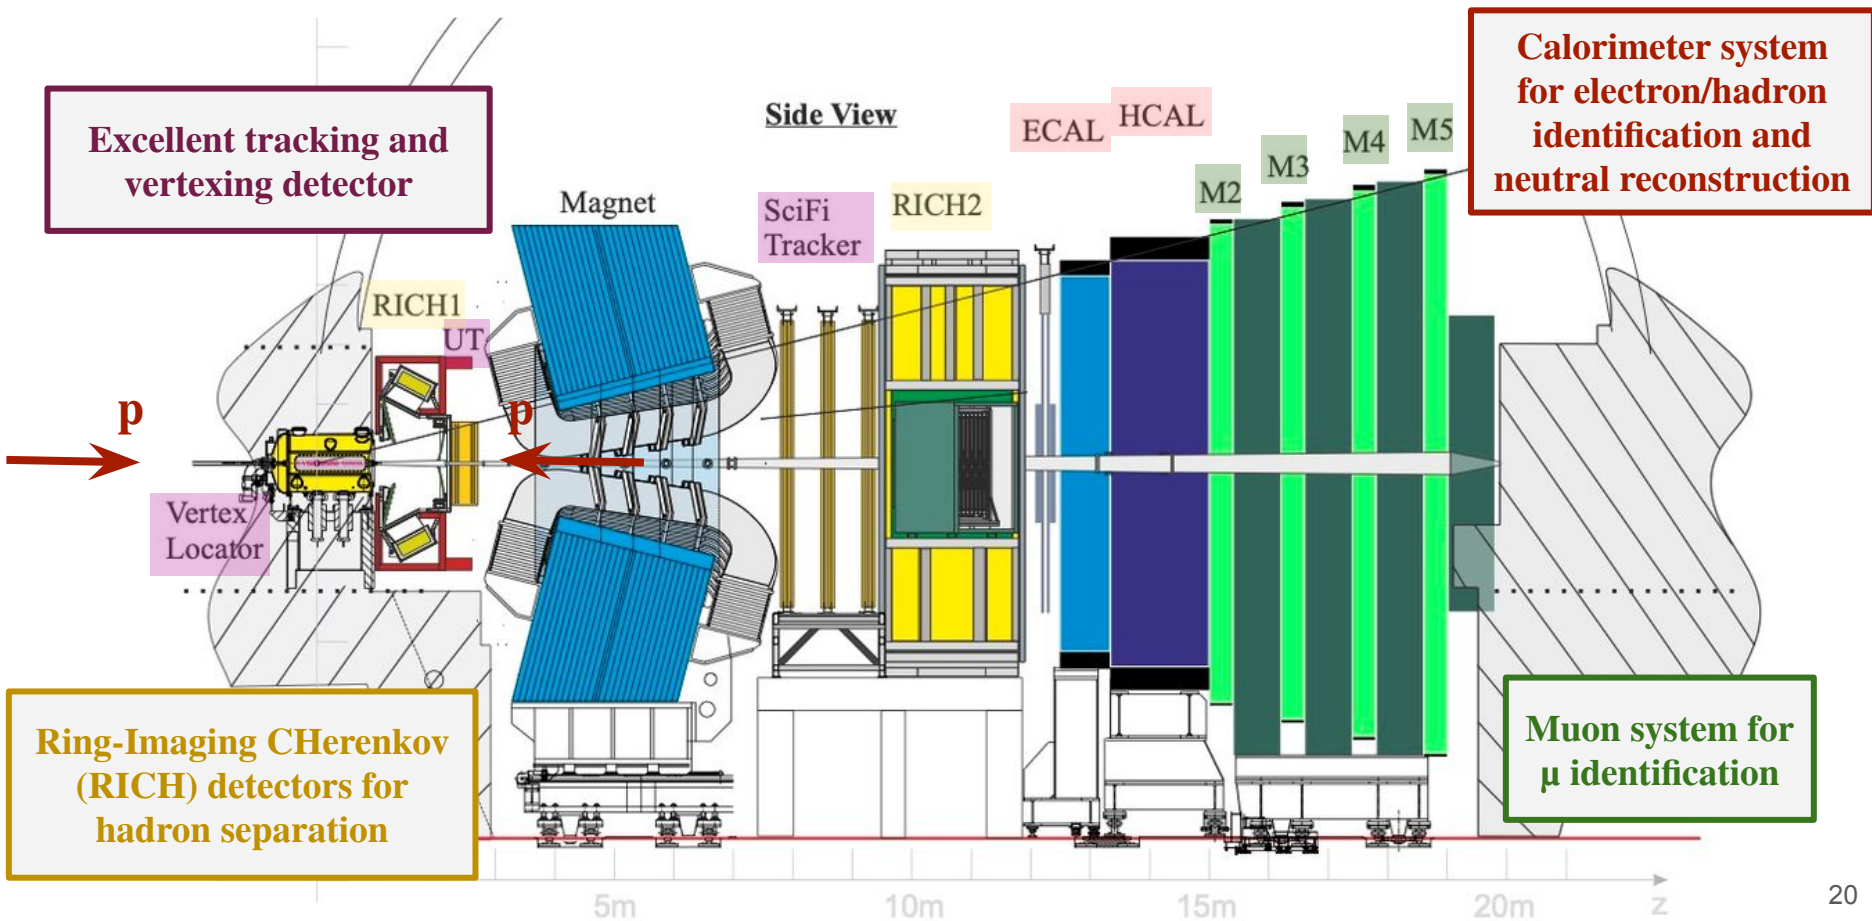 Excellent tracking and
vertexing detector
Side View
Calorimeter system
for electron/hadron
identification and
neutral reconstruction
ECAL
HCAL
M2
M3
M4
M5
Magnet
SciFi
Tracker
RICH2
RICH1
UT
p
p
Vertex
Locator
Ring-Imaging CHerenkov
(RICH) detectors for
hadron separation
Muon system for
μ identification
5m
10m
15m
20m
z
20